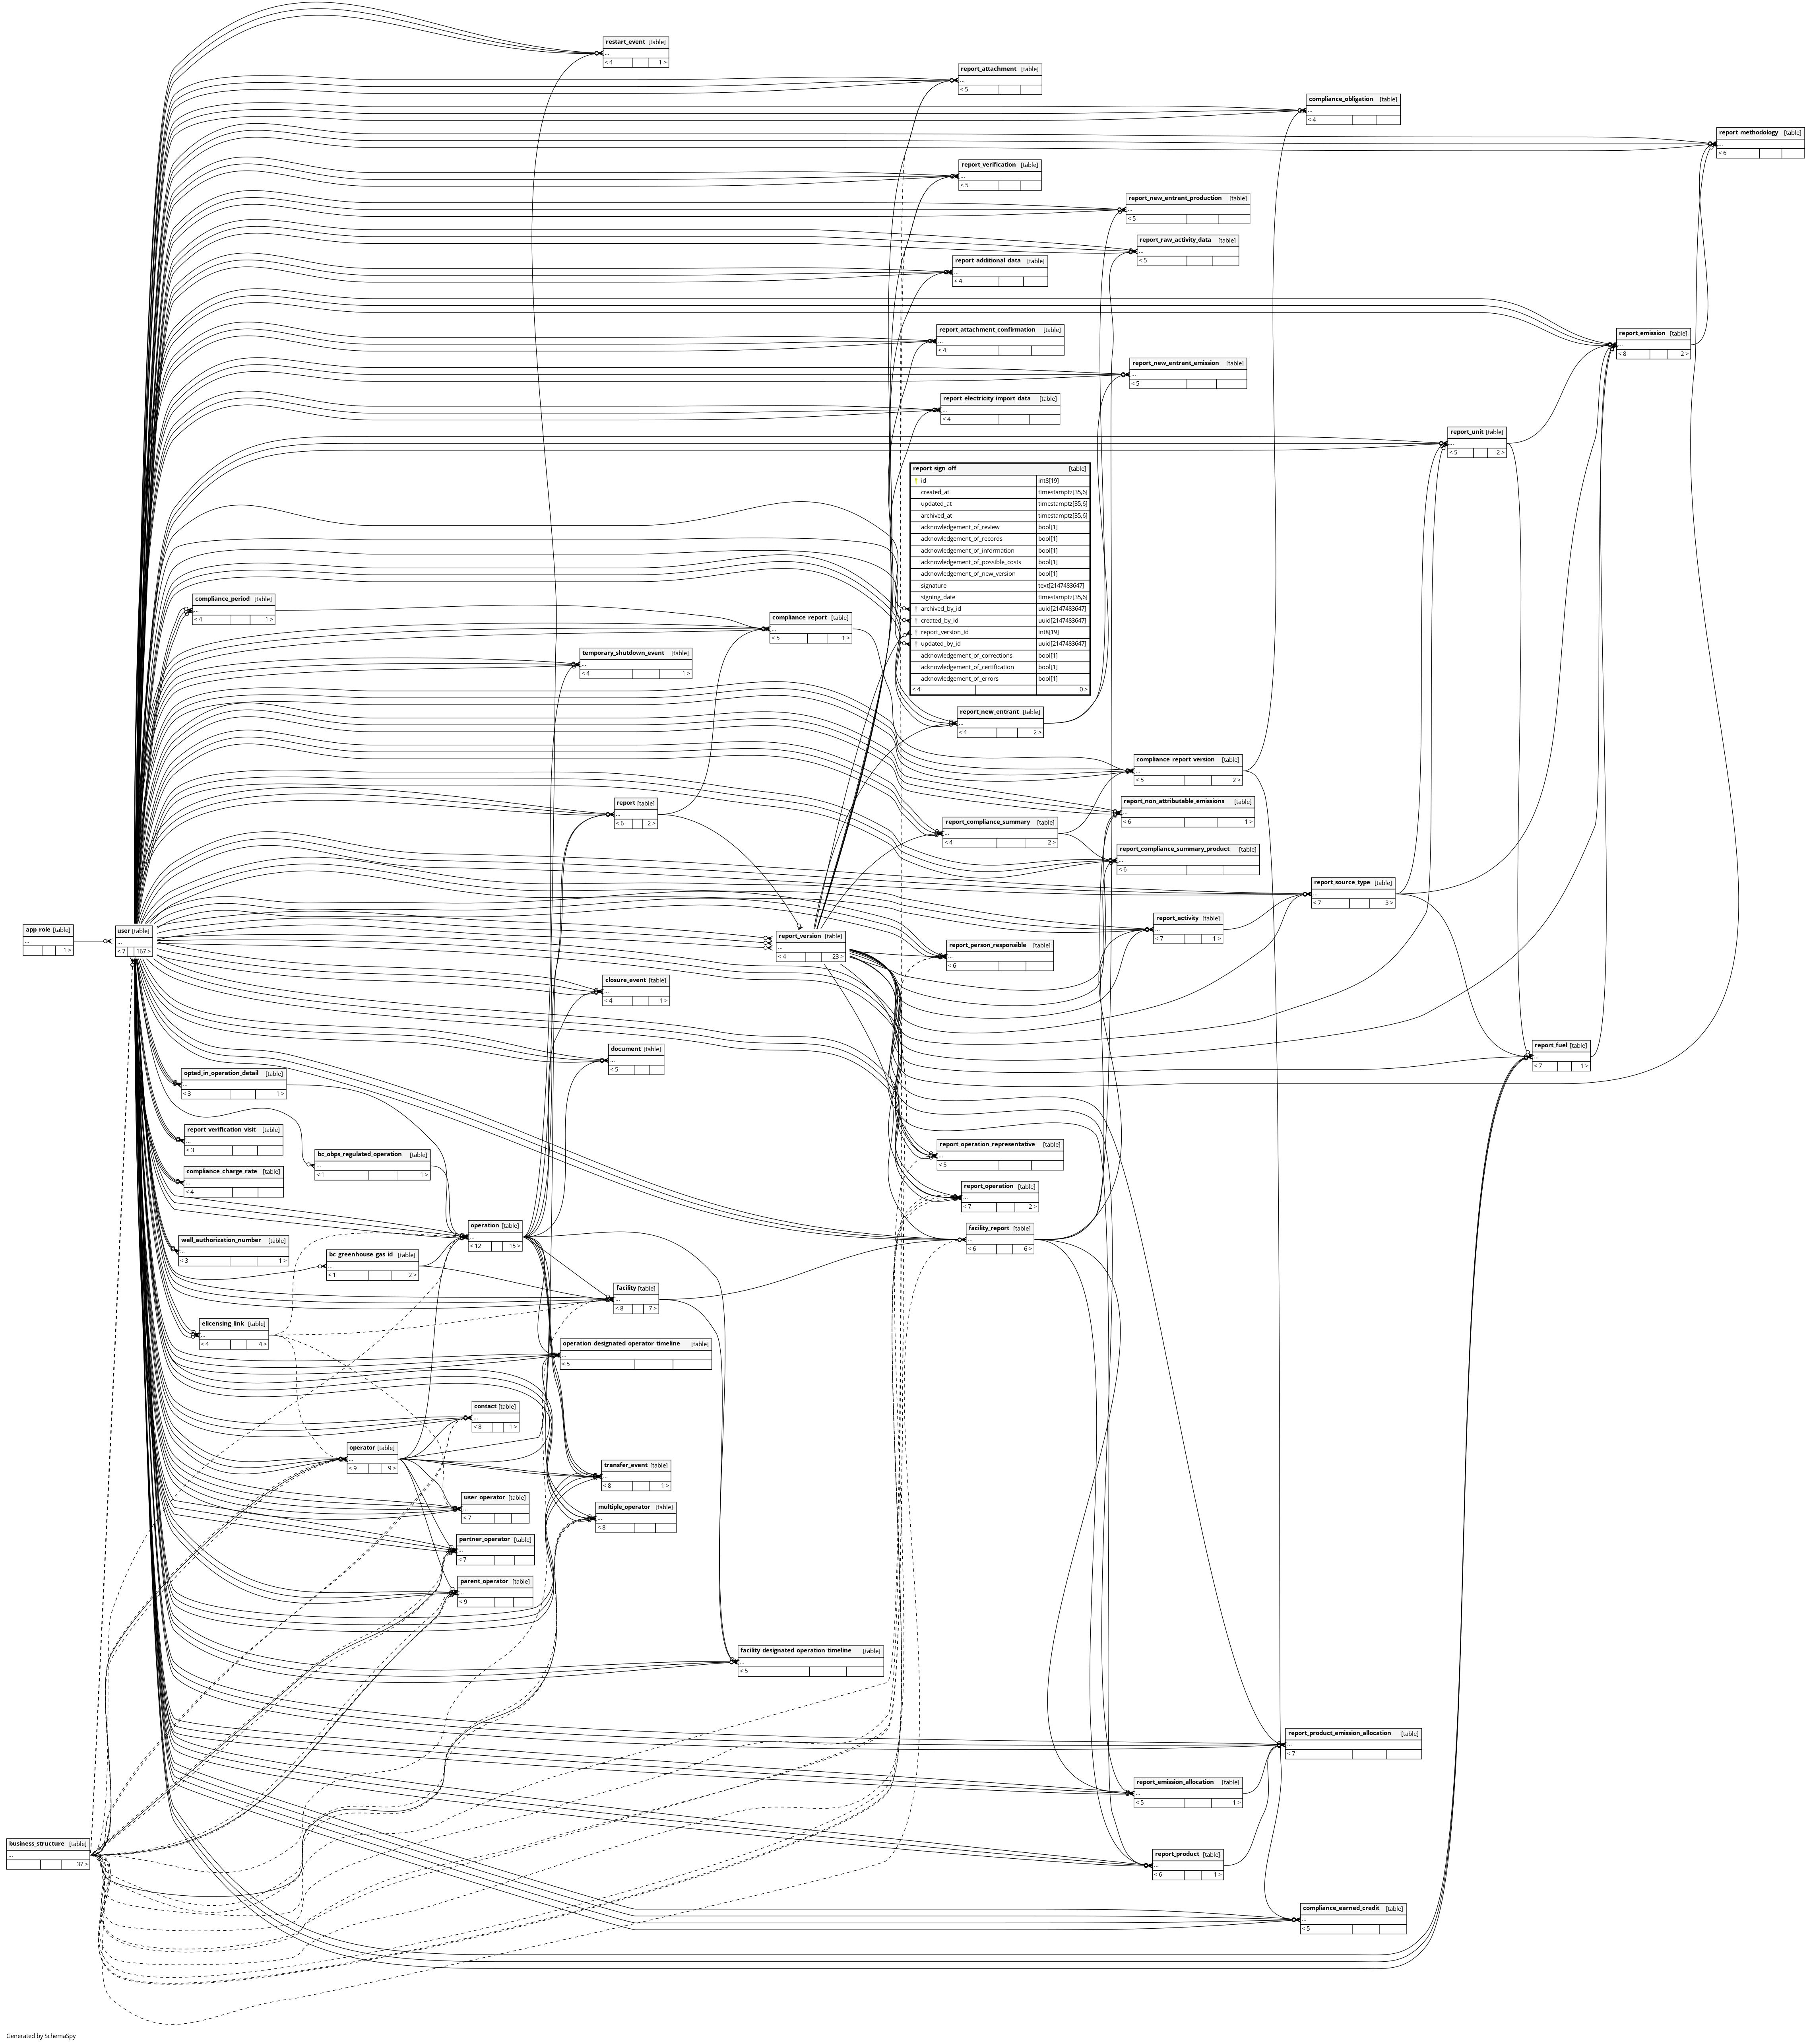 restart_event [table]
...
< 4 1 >
report_attachment [table]
...
< 5
compliance_obligation [table]
...
< 4
report_methodology [table]
...
< 6
report_verification [table]
...
< 5
report_new_entrant_production [table]
...
< 5
report_raw_activity_data [table]
...
< 5
report_additional_data [table]
...
< 4
report_attachment_confirmation [table]
...
< 4
report_emission [table]
...
< 8 2 >
report_new_entrant_emission [table]
...
< 5
report_electricity_import_data [table]
...
< 4
report_unit [table]
...
< 5 2 >
report_sign_off [table]
id int8[19]
created_at timestamptz[35,6]
updated_at timestamptz[35,6]
archived_at timestamptz[35,6]
acknowledgement_of_review bool[1]
acknowledgement_of_records bool[1]
acknowledgement_of_information bool[1]
acknowledgement_of_possible_costs bool[1]
acknowledgement_of_new_version bool[1]
signature text[2147483647]
signing_date timestamptz[35,6]
archived_by_id uuid[2147483647]
created_by_id uuid[2147483647]
report_version_id int8[19]
updated_by_id uuid[2147483647]
acknowledgement_of_corrections bool[1]
acknowledgement_of_certification bool[1]
acknowledgement_of_errors bool[1]
< 4 0 >
compliance_period [table]
...
< 4 1 >
compliance_report [table]
...
< 5 1 >
temporary_shutdown_event [table]
...
< 4 1 >
report_new_entrant [table]
...
< 4 2 >
compliance_report_version [table]
...
< 5 2 >
report [table]
...
< 6 2 >
report_non_attributable_emissions [table]
...
< 6 1 >
report_compliance_summary [table]
...
< 4 2 >
report_compliance_summary_product [table]
...
< 6
report_source_type [table]
...
< 7 3 >
report_activity [table]
...
< 7 1 >
app_role [table]
...
1 >
user [table]
...
< 7 167 >
report_version [table]
...
< 4 23 >
report_person_responsible [table]
...
< 6
closure_event [table]
...
< 4 1 >
document [table]
...
< 5
report_fuel [table]
...
< 7 1 >
opted_in_operation_detail [table]
...
< 3 1 >
report_verification_visit [table]
...
< 3
bc_obps_regulated_operation [table]
...
< 1 1 >
compliance_charge_rate [table]
...
< 4
report_operation_representative [table]
...
< 5
report_operation [table]
...
< 7 2 >
operation [table]
...
< 12 15 >
facility_report [table]
...
< 6 6 >
well_authorization_number [table]
...
< 3 1 >
bc_greenhouse_gas_id [table]
...
< 1 2 >
facility [table]
...
< 8 7 >
elicensing_link [table]
...
< 4 4 >
operation_designated_operator_timeline [table]
...
< 5
contact [table]
...
< 8 1 >
operator [table]
...
< 9 9 >
transfer_event [table]
...
< 8 1 >
user_operator [table]
...
< 7
multiple_operator [table]
...
< 8
partner_operator [table]
...
< 7
parent_operator [table]
...
< 9
facility_designated_operation_timeline [table]
...
< 5
report_product_emission_allocation [table]
...
< 7
report_emission_allocation [table]
...
< 5 1 >
business_structure [table]
...
37 >
report_product [table]
...
< 6 1 >
compliance_earned_credit [table]
...
< 5
Generated by SchemaSpy